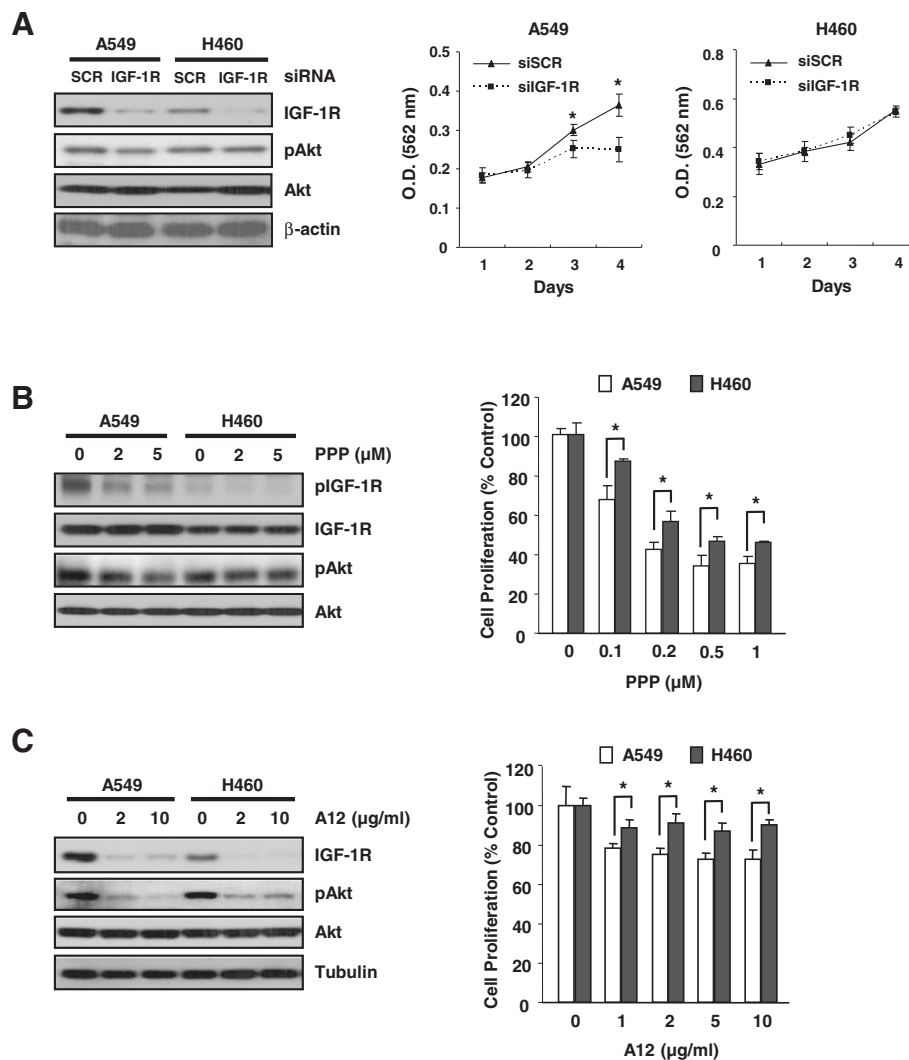 A
A549 H460
SCR IGF-1R SCR IGF-1R siRNA
IGF-1R
pAkt
Akt
β-actin
A549
siSCR
siIGF-1R
O.D. (562 nm)
0.5
0.4
0.3
0.2
0.1
0
* *
1 2 3 4
Days
H460
siSCR
siIGF-1R
O.D. (562 nm)
0.8
0.6
0.4
0.2
0
1 2 3 4
Days
B
A549 H460
0 2 5 0 2 5 PPP (µM)
pIGF-1R
IGF-1R
pAkt
Akt
A549 H460
Cell Proliferation (% Control)
120
100
80
60
40
20
0
* * * *
0 0.1 0.2 0.5 1
PPP (µM)
C
A549 H460
0 2 10 0 2 10 A12 (µg/ml)
IGF-1R
pAkt
Akt
Tubulin
A549 H460
Cell Proliferation (% Control)
120
100
80
60
40
20
0
* * * *
0 1 2 5 10
A12 (µg/ml)